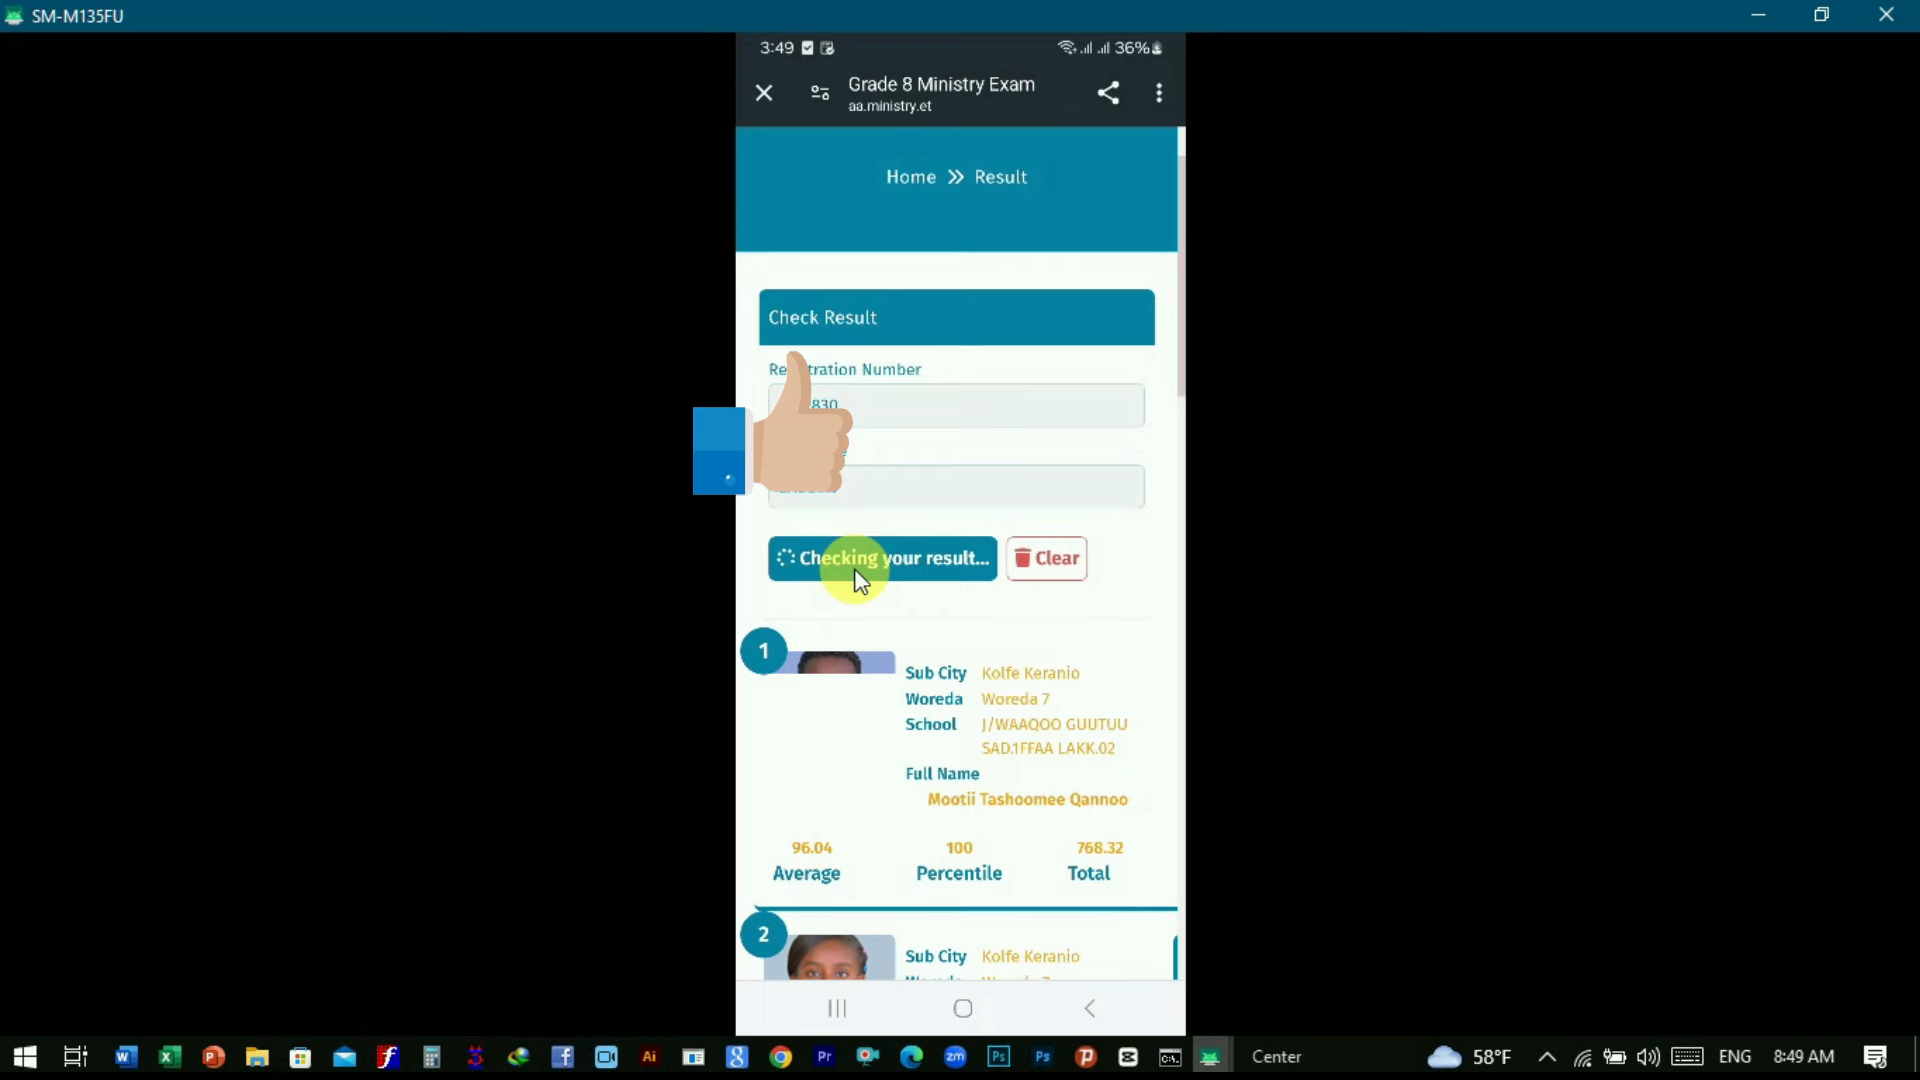 SM-M135FU
3:49
36%
Grade 8 Ministry Exam
aa.ministry.et
Home » Result
Check Result
Registration Number
830
Checking your result...
Clear
1
Sub City Kolfe Keranio
Woreda Woreda 7
School J/WAAQOO GUUTUU
SAD.1FFAA LAKK.02
Full Name
Mootii Tashoomee Qannoo
96.04 100 768.32
Average Percentile Total
2
Sub City Kolfe Keranio
Center
58°F
ENG
8:49 AM